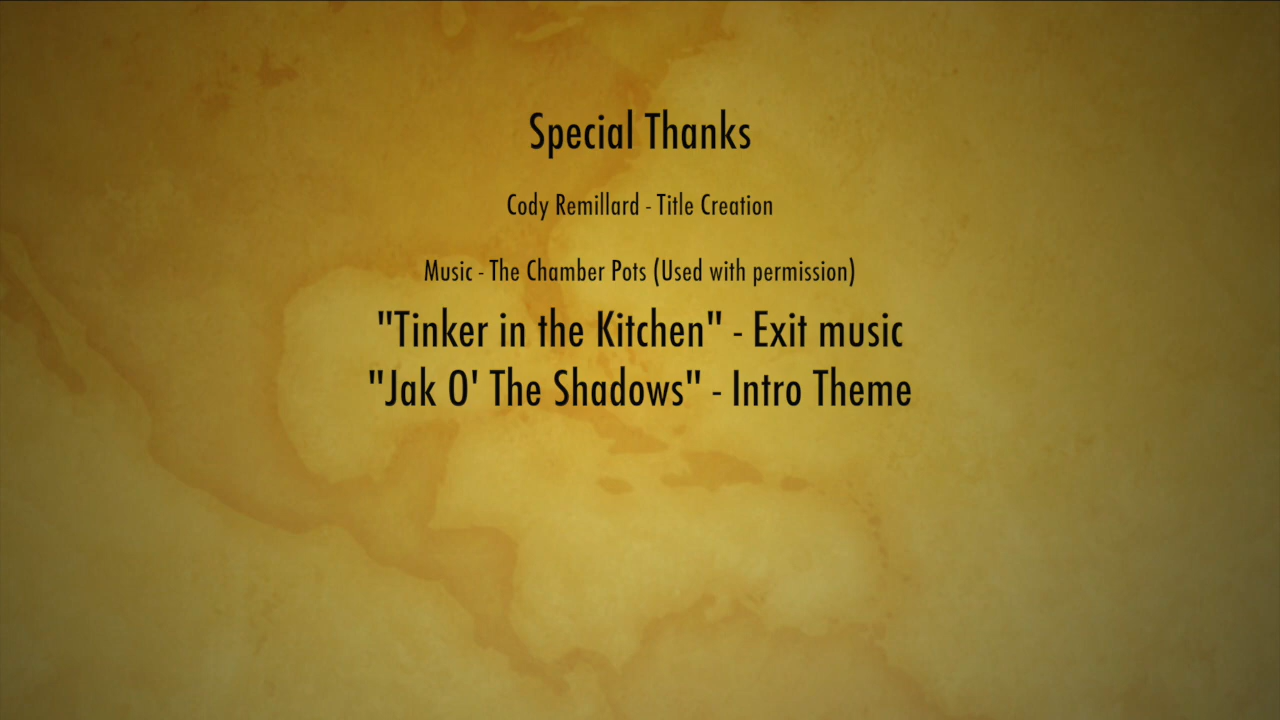 Special Thanks
Cody Remillard - Title Creation
Music - The Chamber Pots (Used with permission)
"Tinker in the Kitchen" - Exit music
"Jak O' The Shadows" - Intro Theme